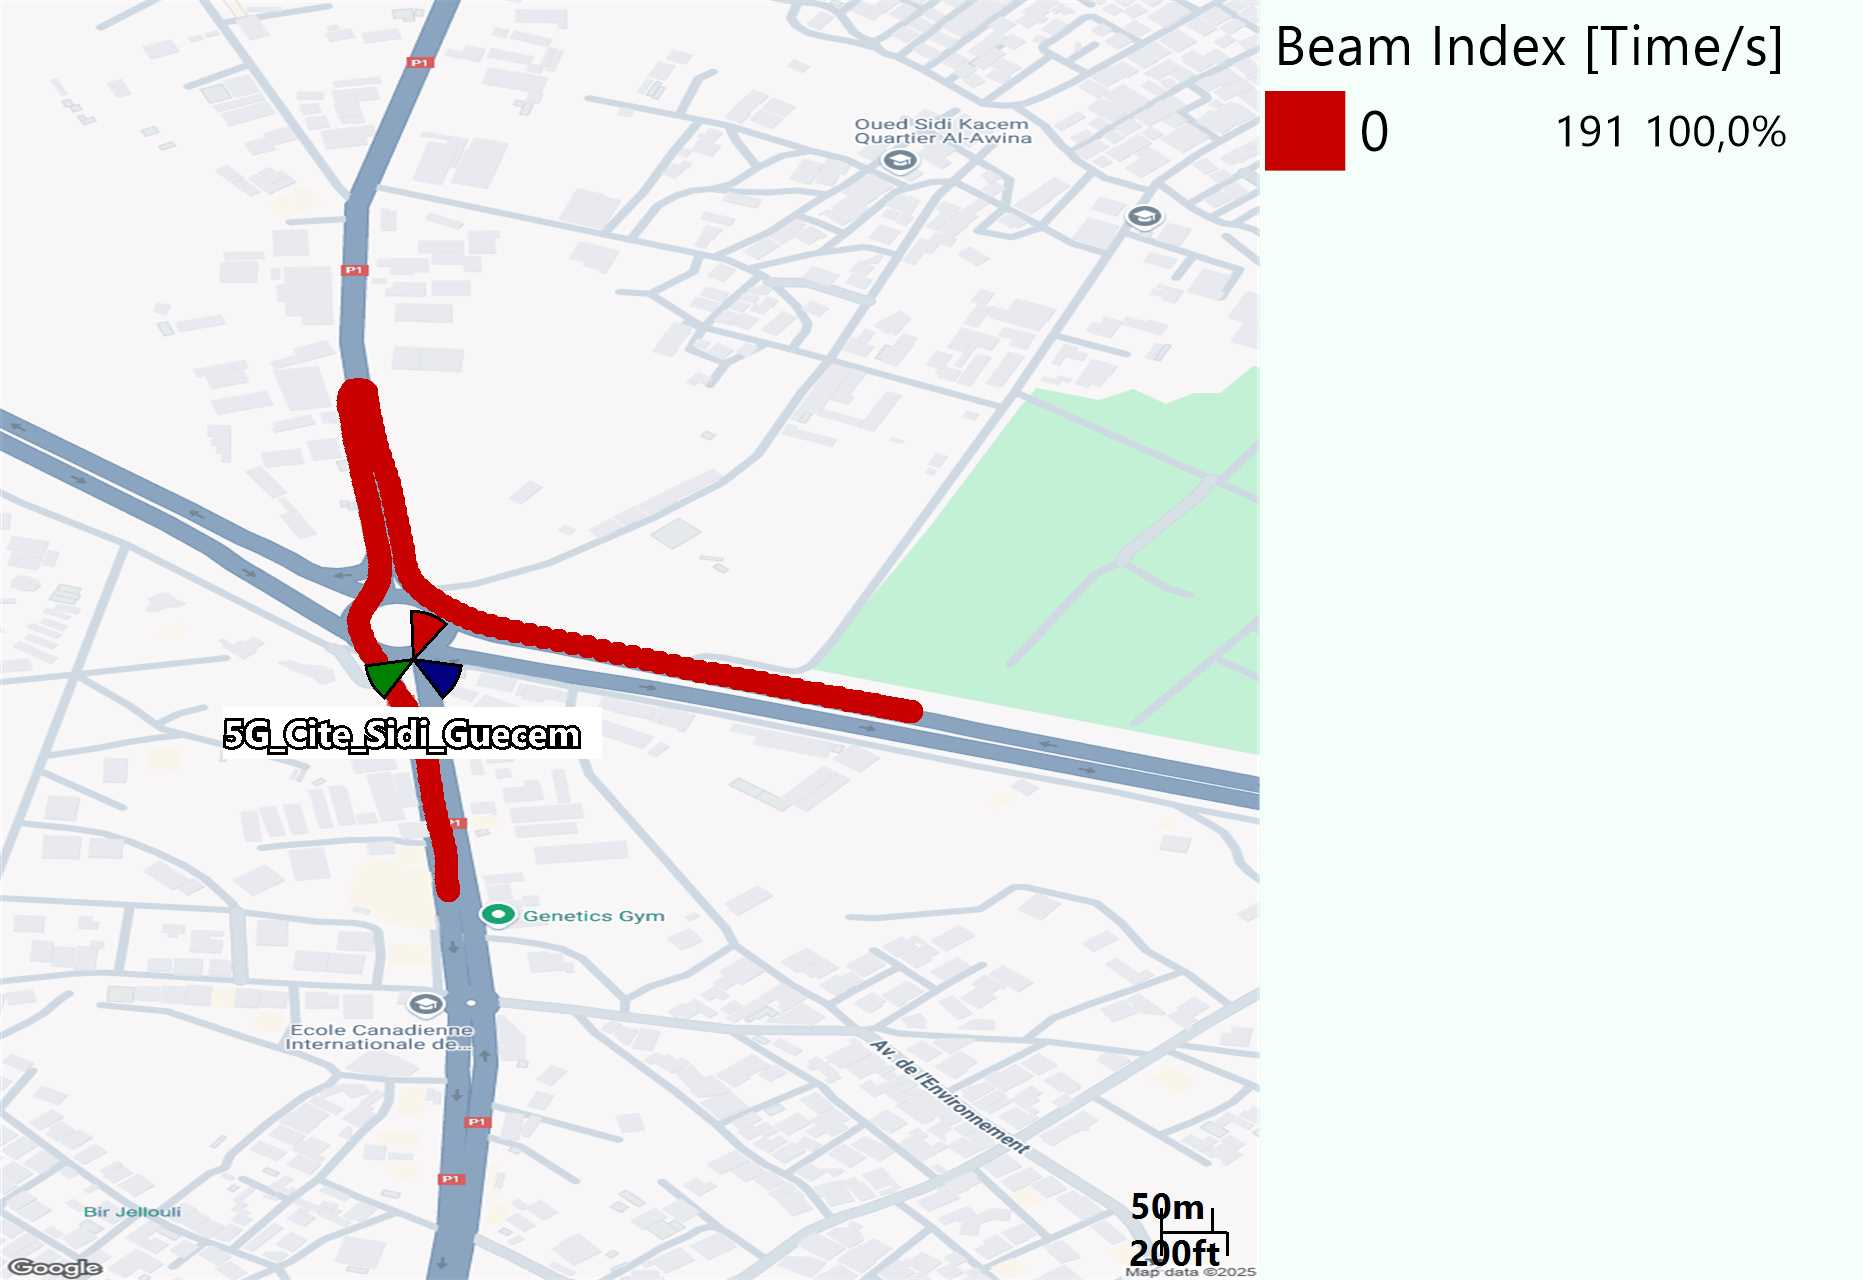 Beam Index [Time/s]
0 191 100,0%
P1
Oued Sidi Kacem
Quartier Al-Awina
P1
5G_Cite_Sidi_Guecem
P1
Genetics Gym
Ecole Canadienne
Internationale de...
Av. de l'Environnement
P1
P1
Bir Jellouli
50m
200ft
Google
Map data ©2025